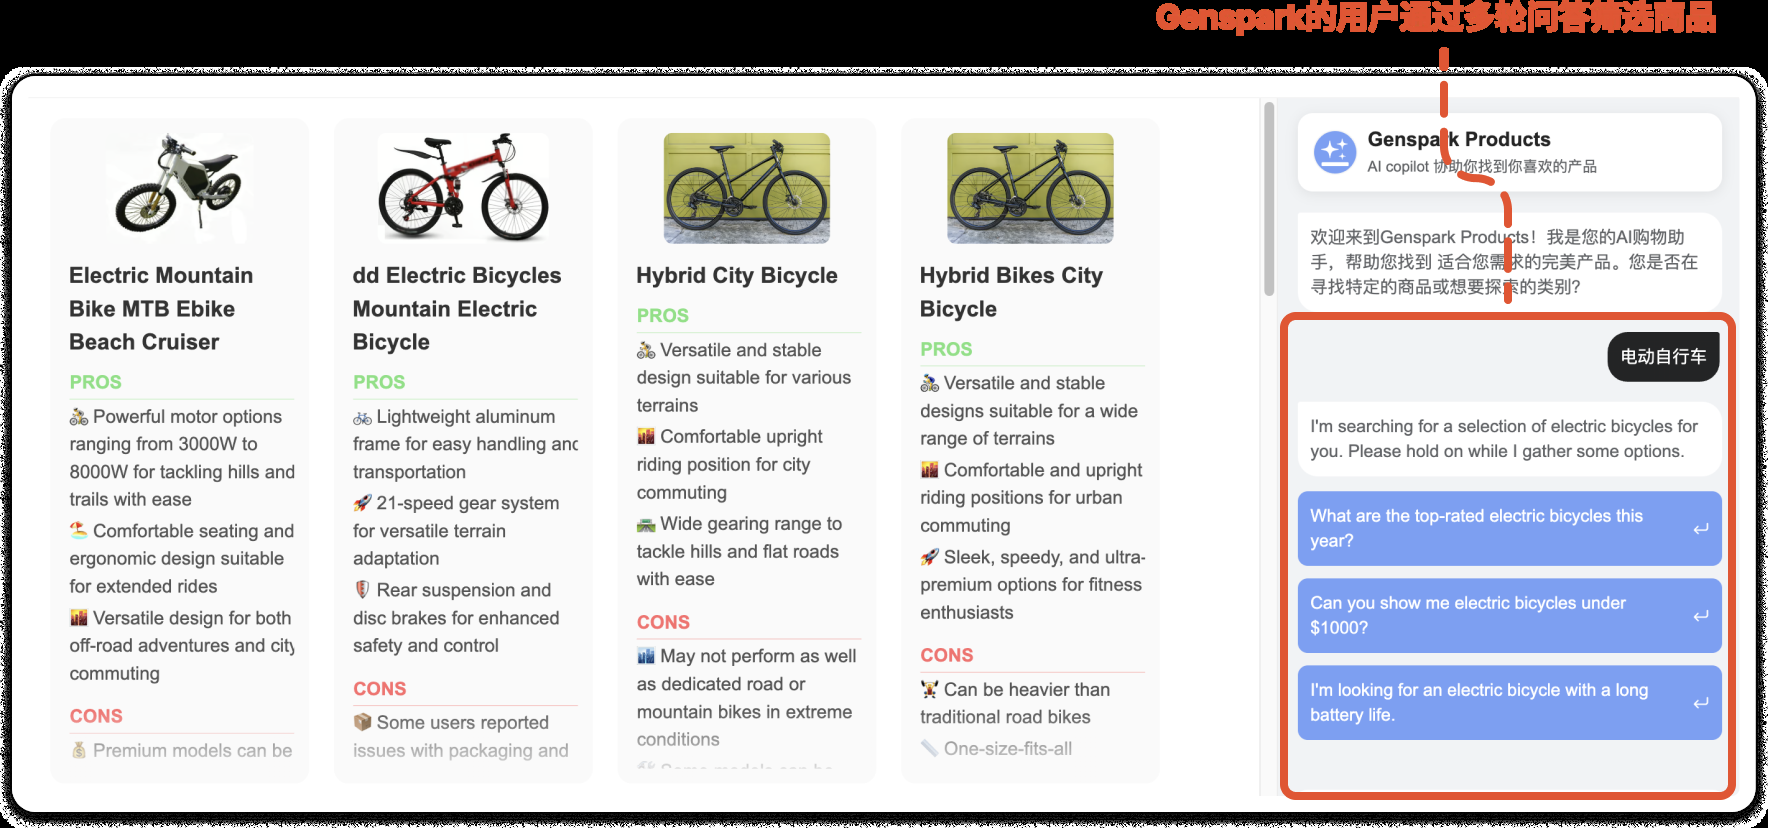 Genspark的用户通过多轮问答筛选商品
Electric Mountain
Bike MTB Ebike
Beach Cruiser
PROS
🚴 Powerful motor options
ranging from 3000W to
8000W for tackling hills and
trails with ease
🏖️ Comfortable seating and
ergonomic design suitable
for extended rides
🌆 Versatile design for both
off-road adventures and city
commuting
CONS
💰 Premium models can be
dd Electric Bicycles
Mountain Electric
Bicycle
PROS
🚲 Lightweight aluminum
frame for easy handling and
transportation
🚀 21-speed gear system
for versatile terrain
adaptation
🛡️ Rear suspension and
disc brakes for enhanced
safety and control
CONS
📦 Some users reported
issues with packaging and
Hybrid City Bicycle
PROS
🚴 Versatile and stable
design suitable for various
terrains
🌆 Comfortable upright
riding position for city
commuting
🛤️ Wide gearing range to
tackle hills and flat roads
with ease
CONS
🏙️ May not perform as well
as dedicated road or
mountain bikes in extreme
conditions
🛠️ Some models can be
Hybrid Bikes City
Bicycle
PROS
🚴 Versatile and stable
designs suitable for a wide
range of terrains
🌆 Comfortable and upright
riding positions for urban
commuting
🚀 Sleek, speedy, and ultra-
premium options for fitness
enthusiasts
CONS
🏋️ Can be heavier than
traditional road bikes
📏 One-size-fits-all
Genspark Products
AI copilot 协助你找到你喜欢的产品
欢迎来到Genspark Products！我是您的AI购物助
手，帮助您找到 适合您需求的完美产品。您是否在
寻找特定的商品或想要探索的类别?
电动自行车
I'm searching for a selection of electric bicycles for
you. Please hold on while I gather some options.
What are the top-rated electric bicycles this
year?
Can you show me electric bicycles under
$1000?
I'm looking for an electric bicycle with a long
battery life.